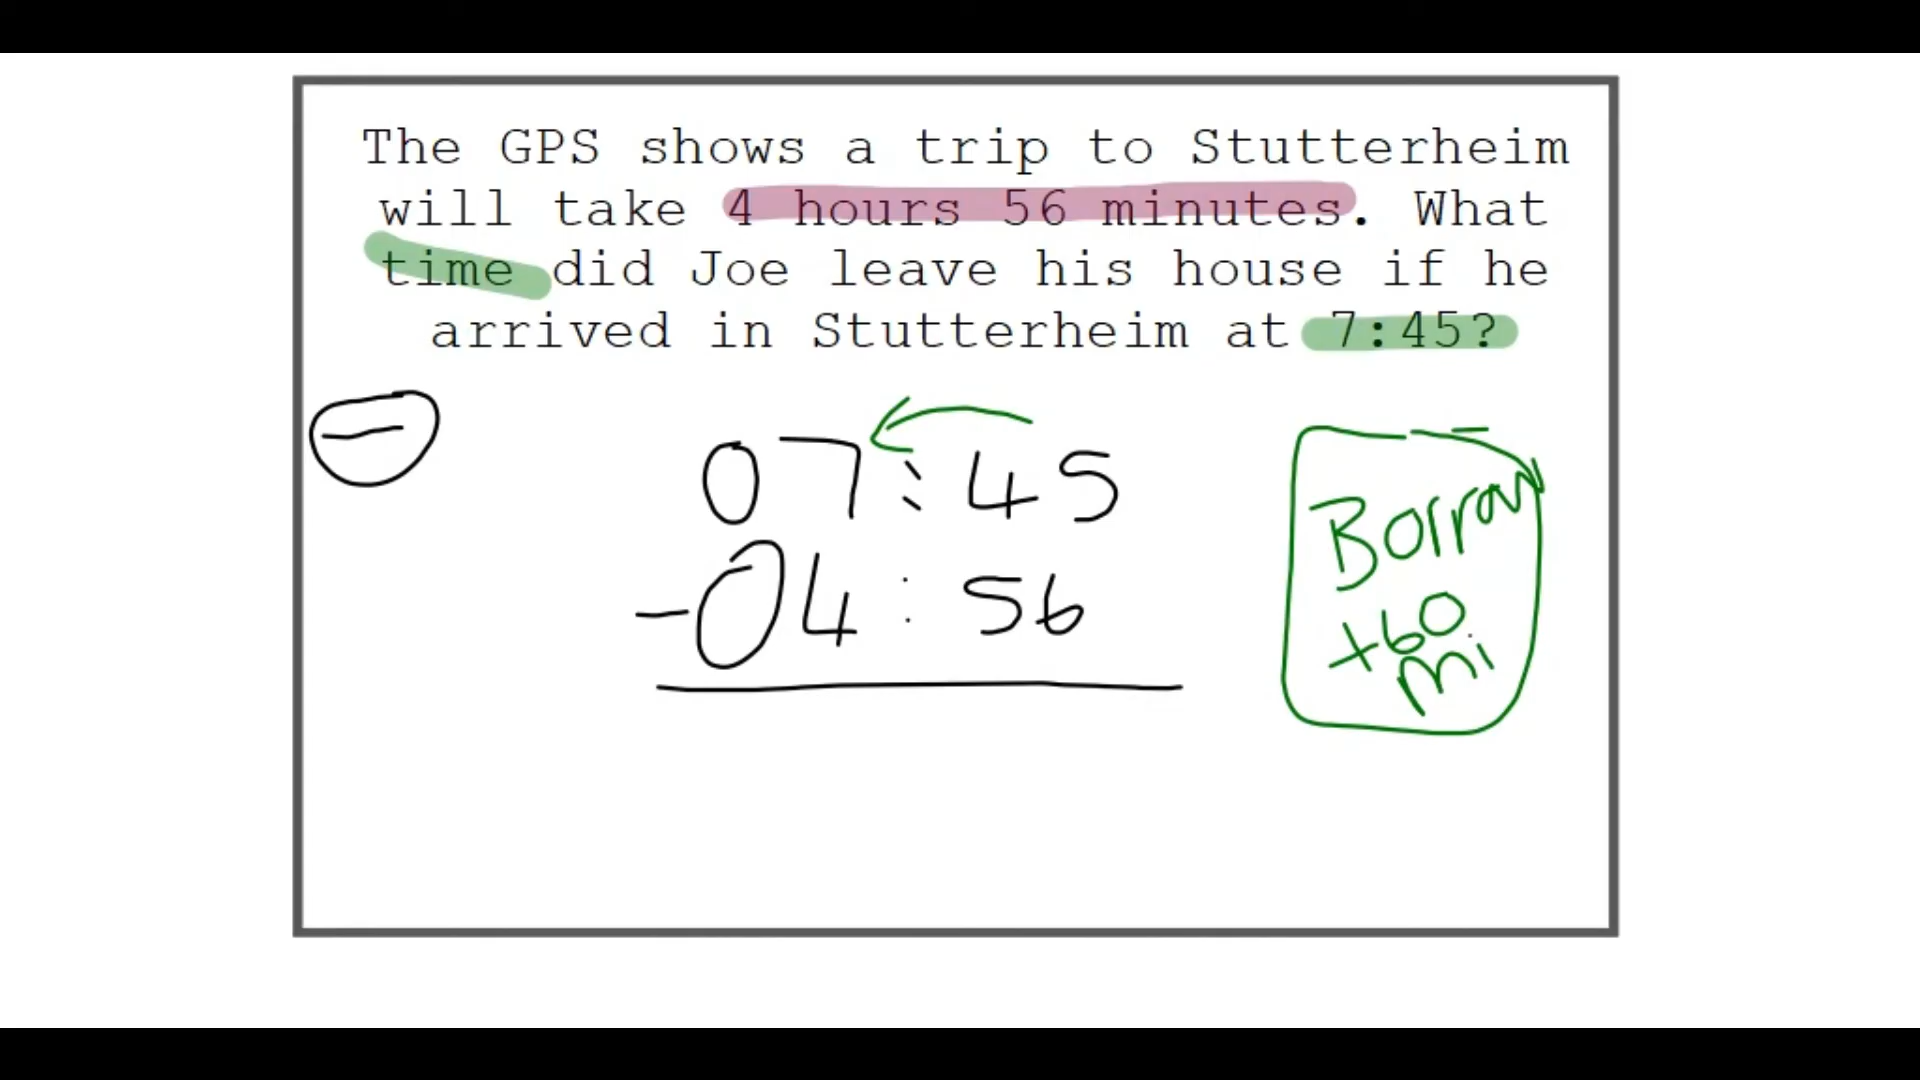 The GPS shows a trip to Stutterheim
will take 4 hours 56 minutes. What
time did Joe leave his house if he
arrived in Stutterheim at 7:45?
07:45
-04:56
Borrow
+60
mi